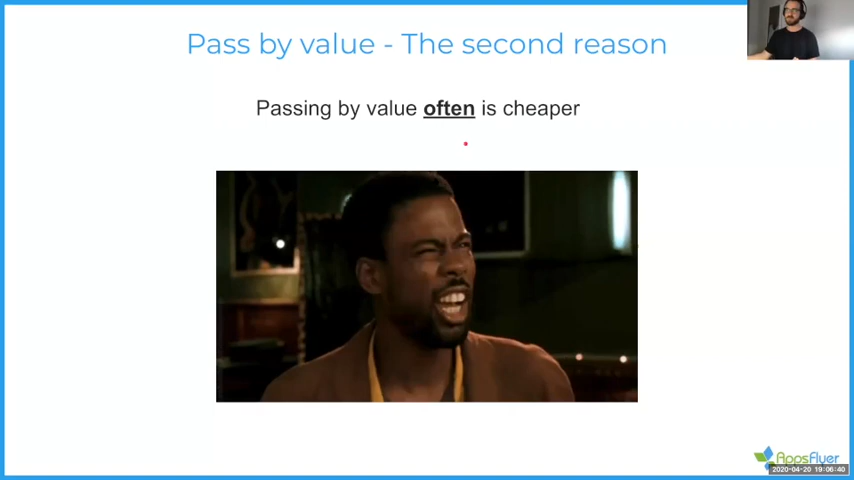 Pass by value - The second reason
Passing by value often is cheaper
AppsFlyer
2020-04-20 19:06:40